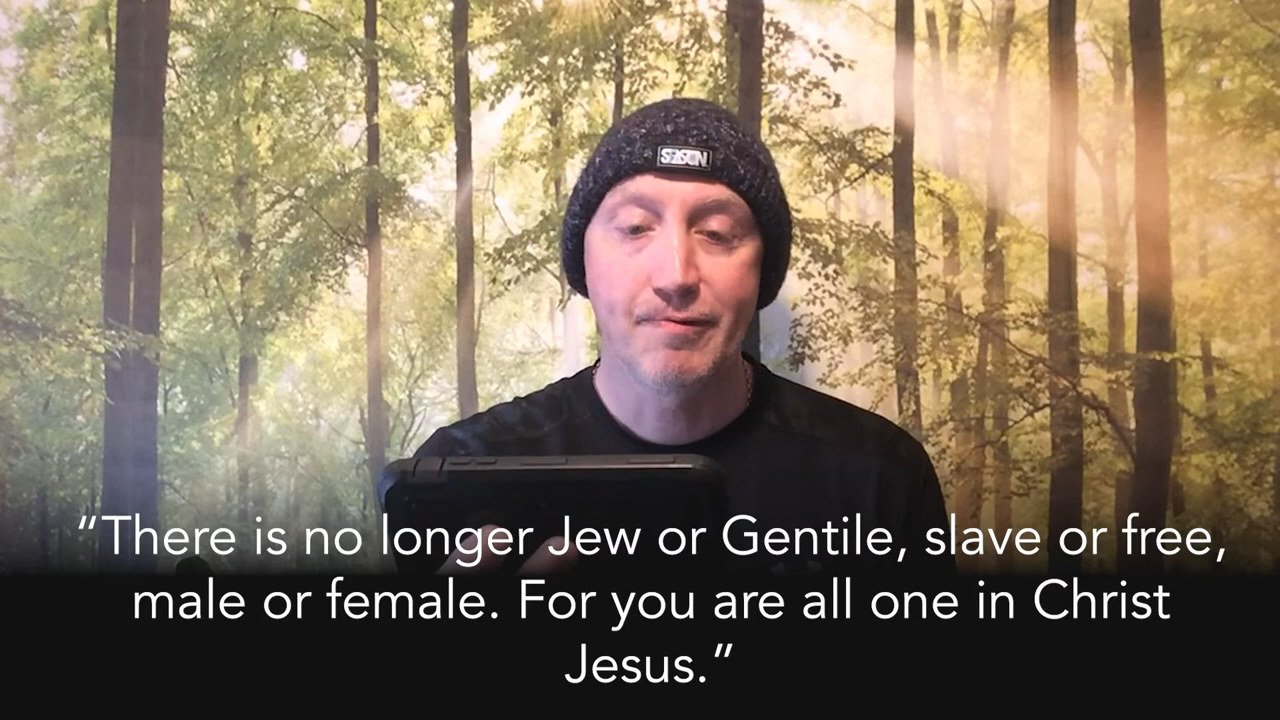 “There is no longer Jew or Gentile, slave or free,
male or female. For you are all one in Christ
Jesus.”